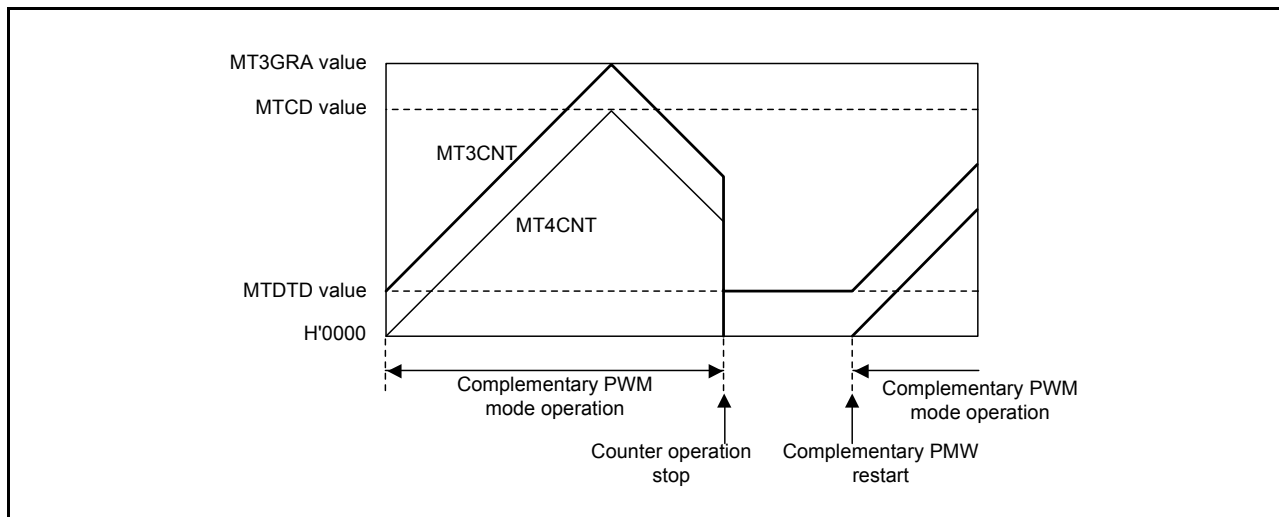 MT3GRA value
MTCD value
MT3CNT
MT4CNT
MTDTD value
H'0000
Complementary PWM
mode operation
Complementary PWM
mode operation
Counter operation
stop
Complementary PMW
restart